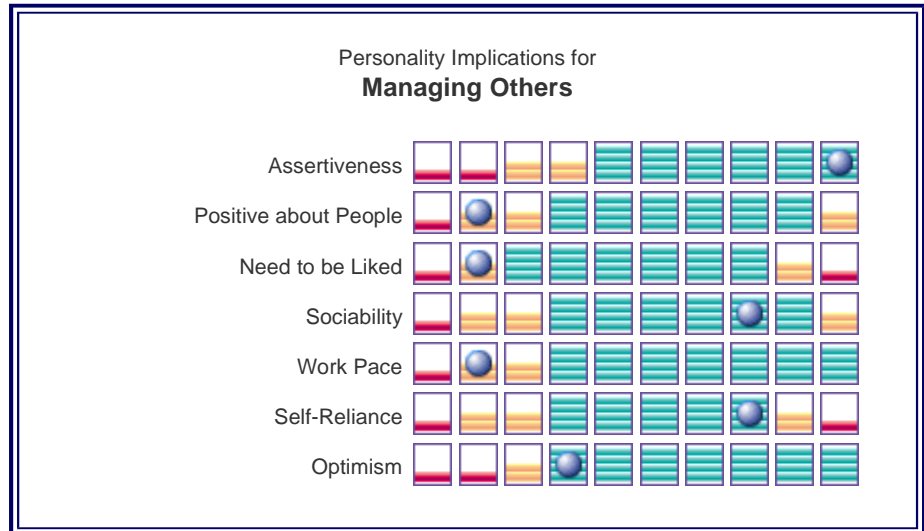 Personality Implications for
Managing Others
Assertiveness
Positive about People
Need to be Liked
Sociability
Work Pace
Self-Reliance
Optimism